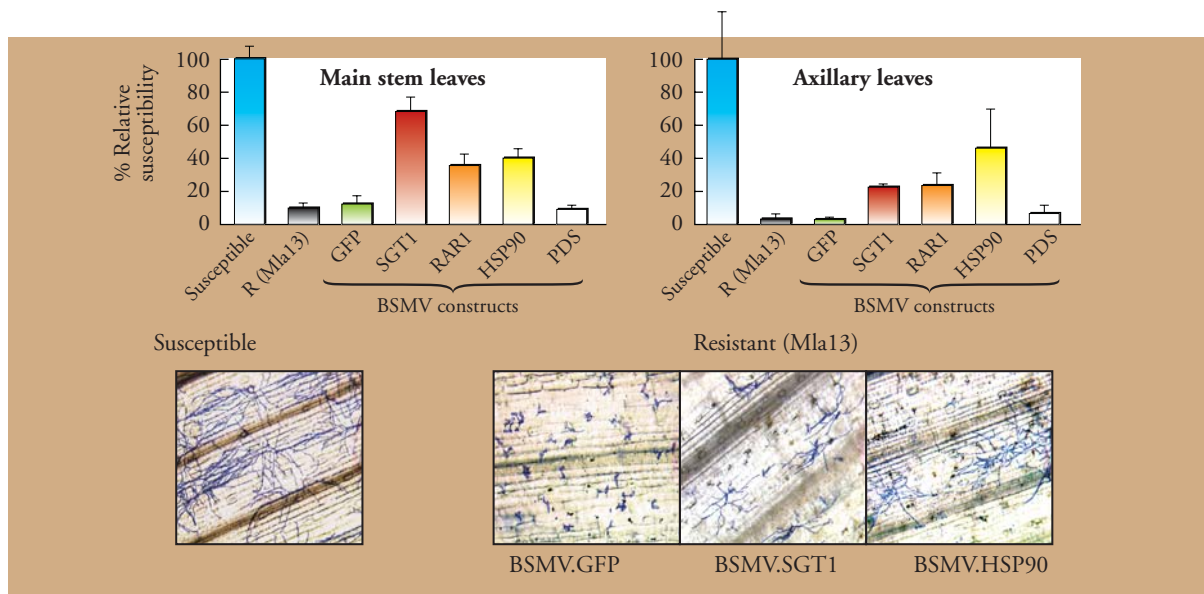 Main stem leaves
% Relative
susceptibility
100
80
60
40
20
0
Susceptible
R (Mla13)
GFP
SGT1
RAR1
HSP90
PDS
BSMV constructs
Axillary leaves
100
80
60
40
20
0
Susceptible
R (Mla13)
GFP
SGT1
RAR1
HSP90
PDS
BSMV constructs
Susceptible
Resistant (Mla13)
BSMV.GFP
BSMV.SGT1
BSMV.HSP90